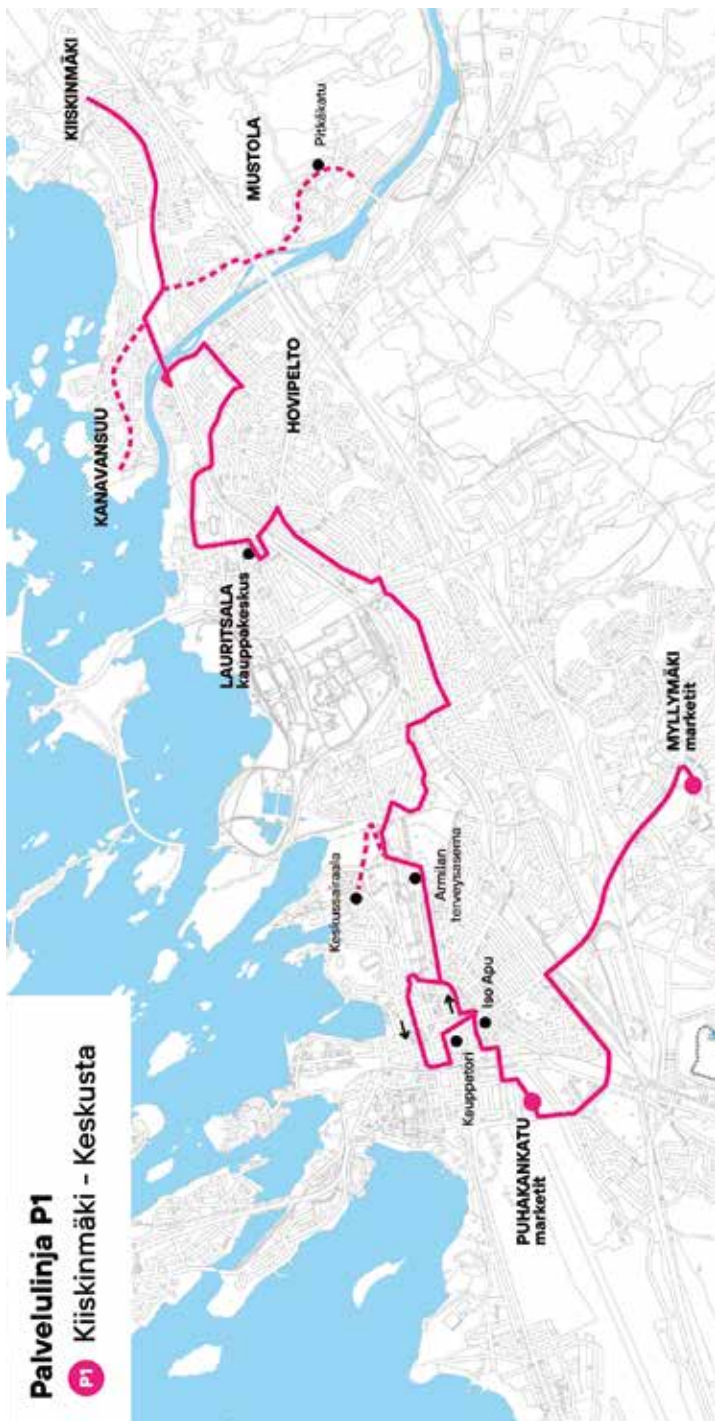 Palvelulinja P1
P1 Kiiskinmäki – Keskusta
KIISKINMÄKI
MUSTOLA
Pitkäkatu
KANAVANSUU
HOVIPELTO
LAURITSALA
kauppakeskus
Keskussairaala
Armilan
terveysasema
MYLLYMÄKI
marketit
Iso Apu
Kauppatori
PUHAKANKATU
marketit